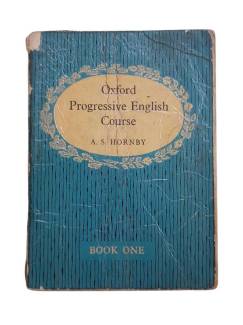 Oxford
Progressive English
Course
A. S. HORNBY
BOOK ONE